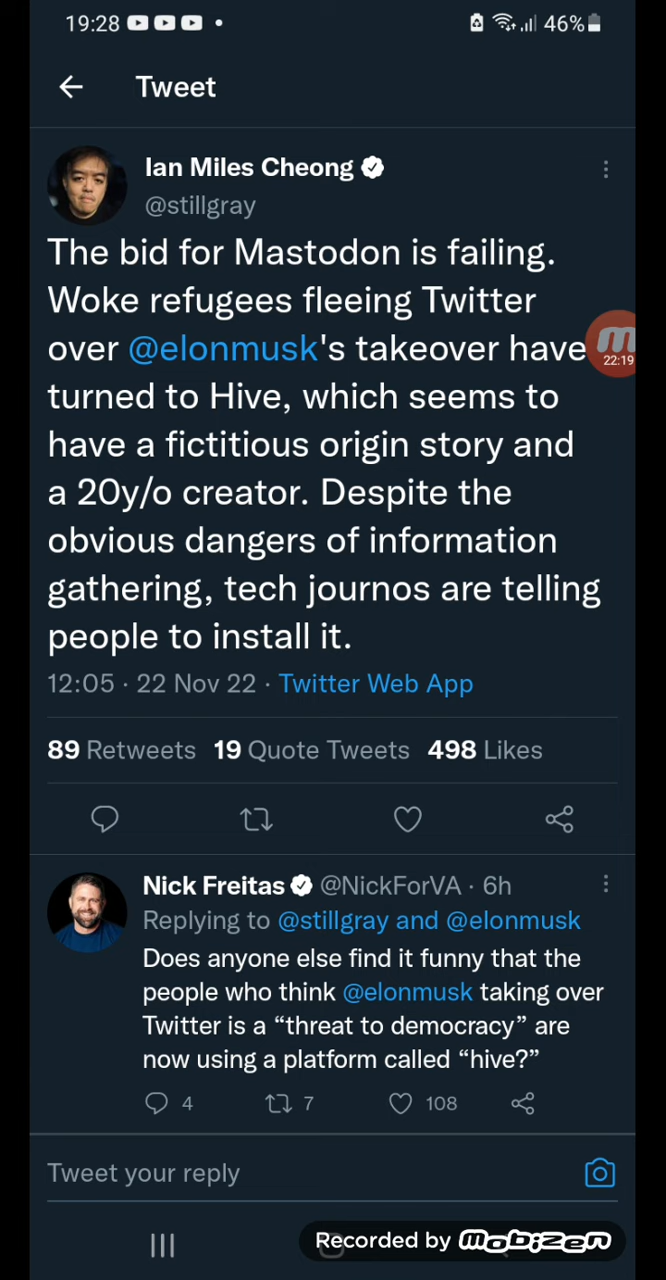 19:28 46%
Tweet
Ian Miles Cheong
@stillgray
The bid for Mastodon is failing.
Woke refugees fleeing Twitter
over @elonmusk's takeover have
turned to Hive, which seems to
have a fictitious origin story and
a 20y/o creator. Despite the
obvious dangers of information
gathering, tech journos are telling
people to install it.
22:19
12:05 · 22 Nov 22 · Twitter Web App
89 Retweets 19 Quote Tweets 498 Likes
Nick Freitas @NickForVA · 6h
Replying to @stillgray and @elonmusk
Does anyone else find it funny that the
people who think @elonmusk taking over
Twitter is a “threat to democracy” are
now using a platform called “hive?”
4 7 108
Tweet your reply
Recorded by mobizen